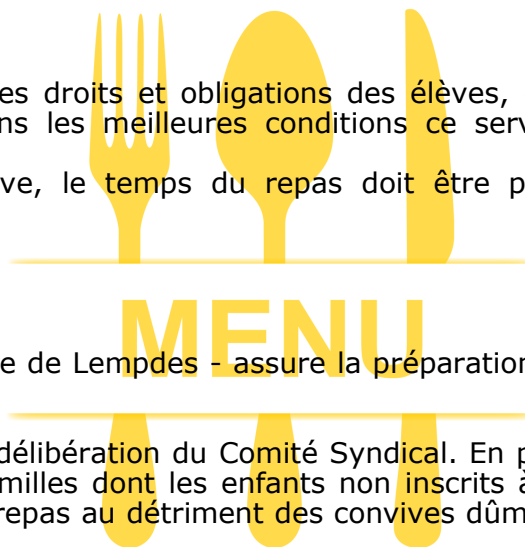 es droits et obligations des élèves,
ns les meilleures conditions ce serv
ve, le temps du repas doit être p
MENU
e de Lempdes - assure la préparation
délibération du Comité Syndical. En p
milles dont les enfants non inscrits à
repas au détriment des convives dûm